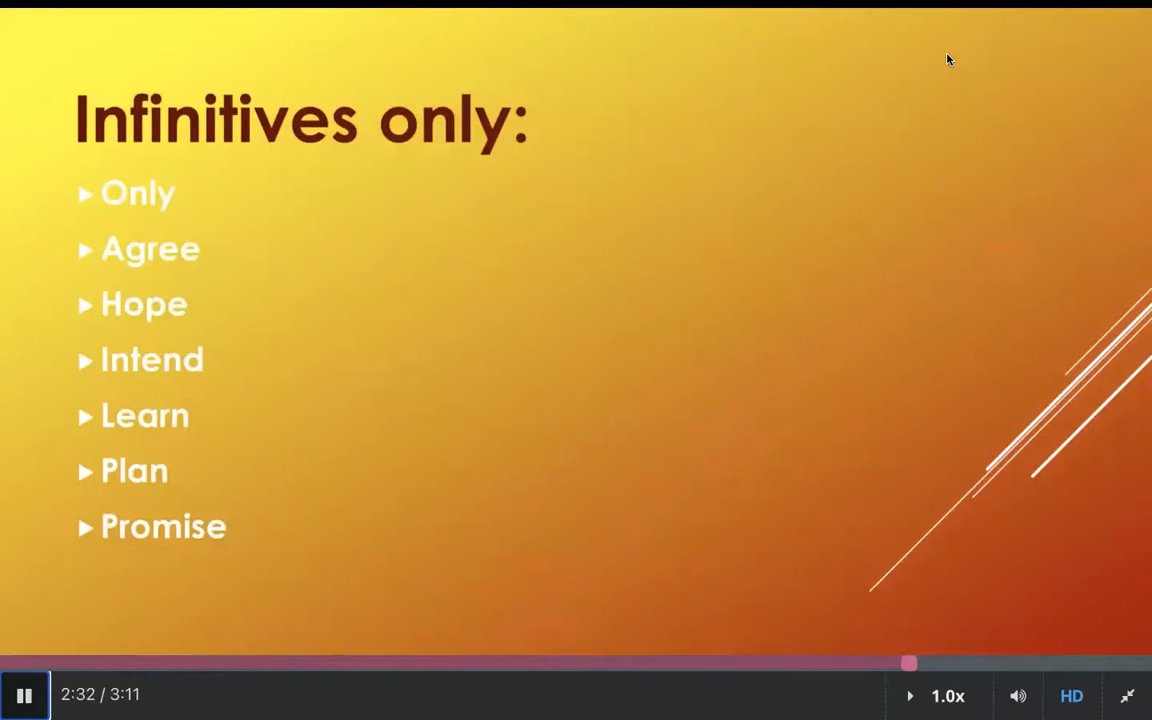 Infinitives only:
Only
Agree
Hope
Intend
Learn
Plan
Promise
2:32 / 3:11
1.0x
HD